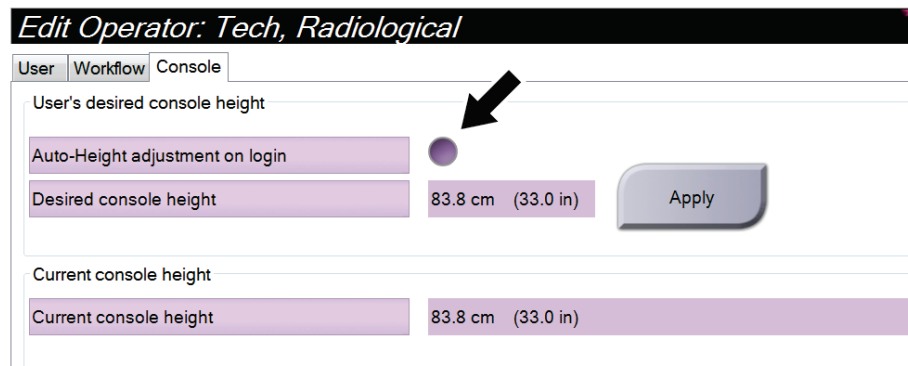 Edit Operator: Tech, Radiological
User Workflow Console
User's desired console height
Auto-Height adjustment on login
Desired console height 83.8 cm (33.0 in) Apply
Current console height
Current console height 83.8 cm (33.0 in)